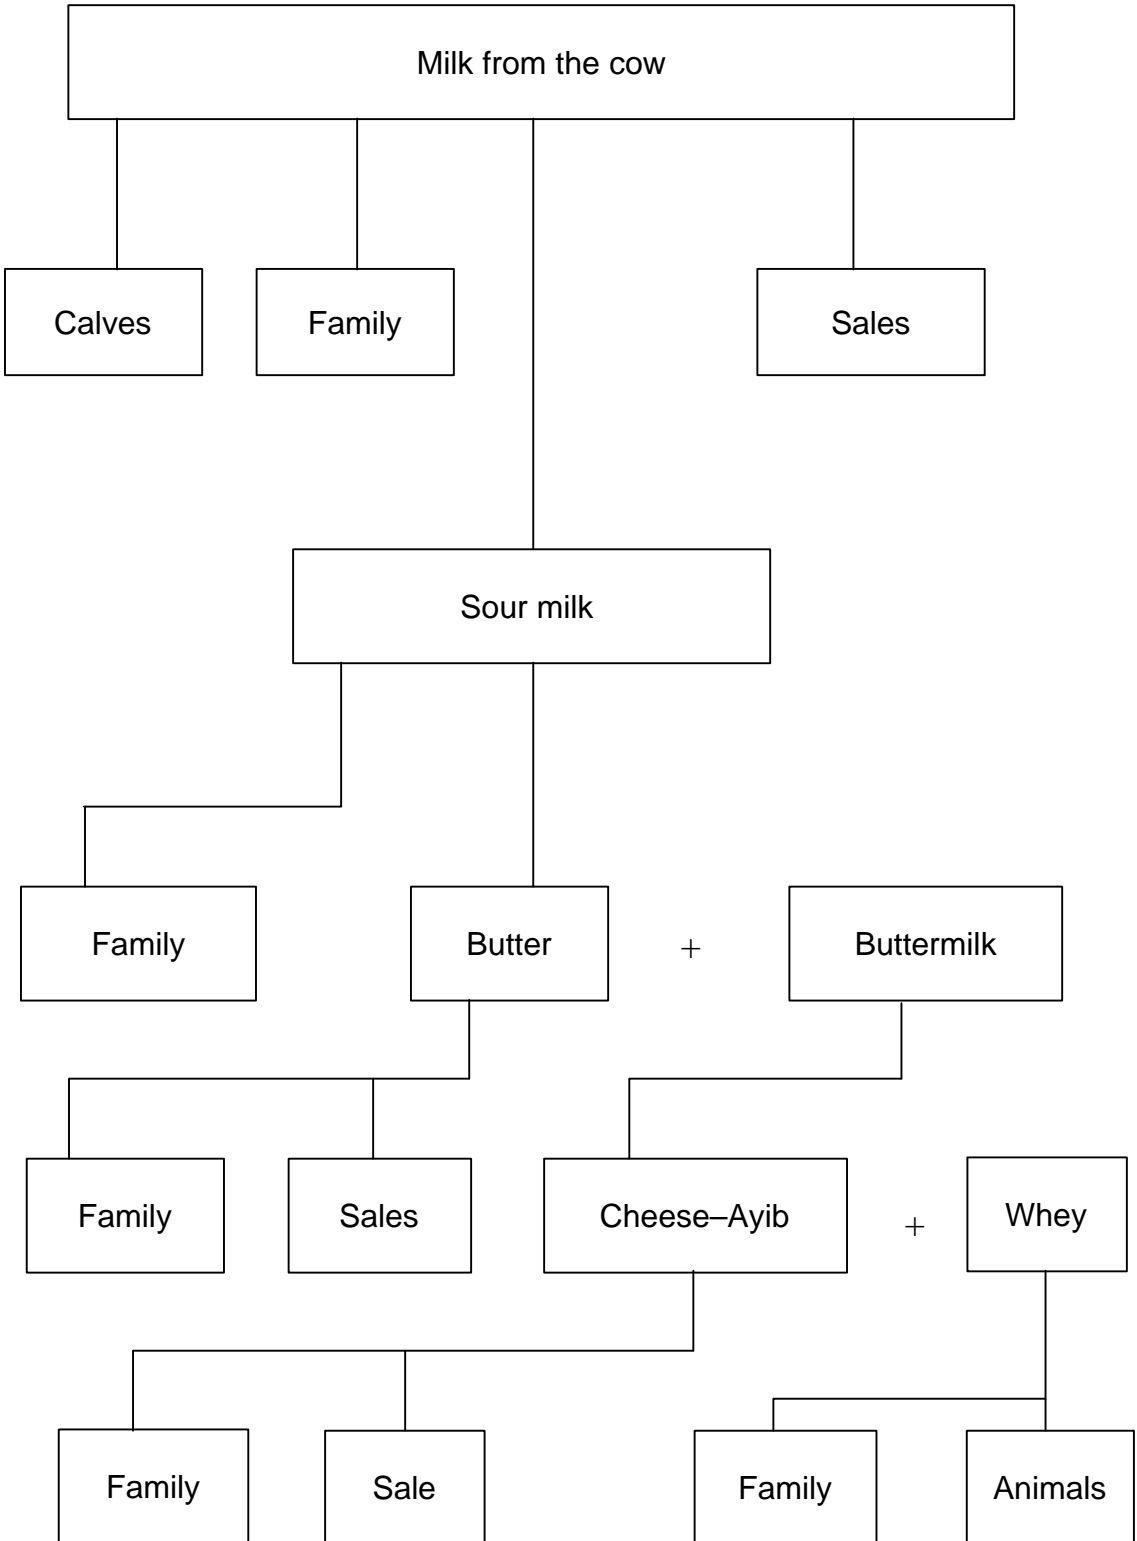 Milk from the cow
Calves
Family
Sales
Sour milk
Family
Butter
+
Buttermilk
Family
Sales
Cheese–Ayib
+
Whey
Family
Sale
Family
Animals